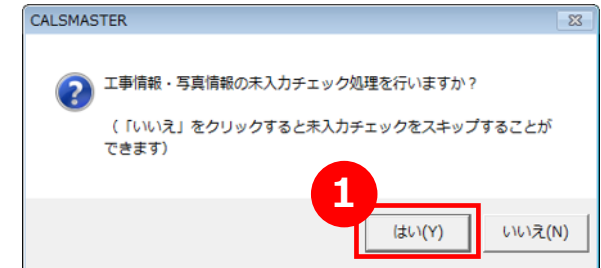 CALSMASTER
工事情報・写真情報の未入力チェック処理を行いますか？
（「いいえ」をクリックすると未入力チェックをスキップすることが
できます）
1
はい(Y)
いいえ(N)